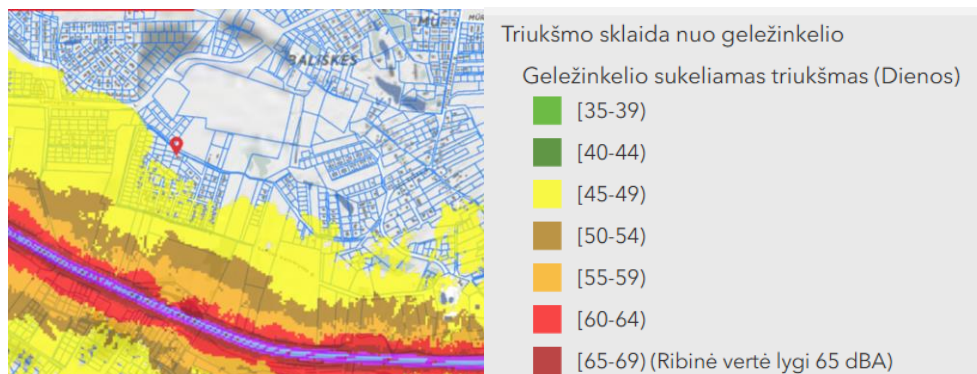 BALIŠKĖS
MŪR
Triukšmo sklaida nuo geležinkelio
Geležinkelio sukeliamas triukšmas (Dienos)
[35-39)
[40-44)
[45-49)
[50-54)
[55-59)
[60-64)
[65-69) (Ribinė vertė lygi 65 dBA)